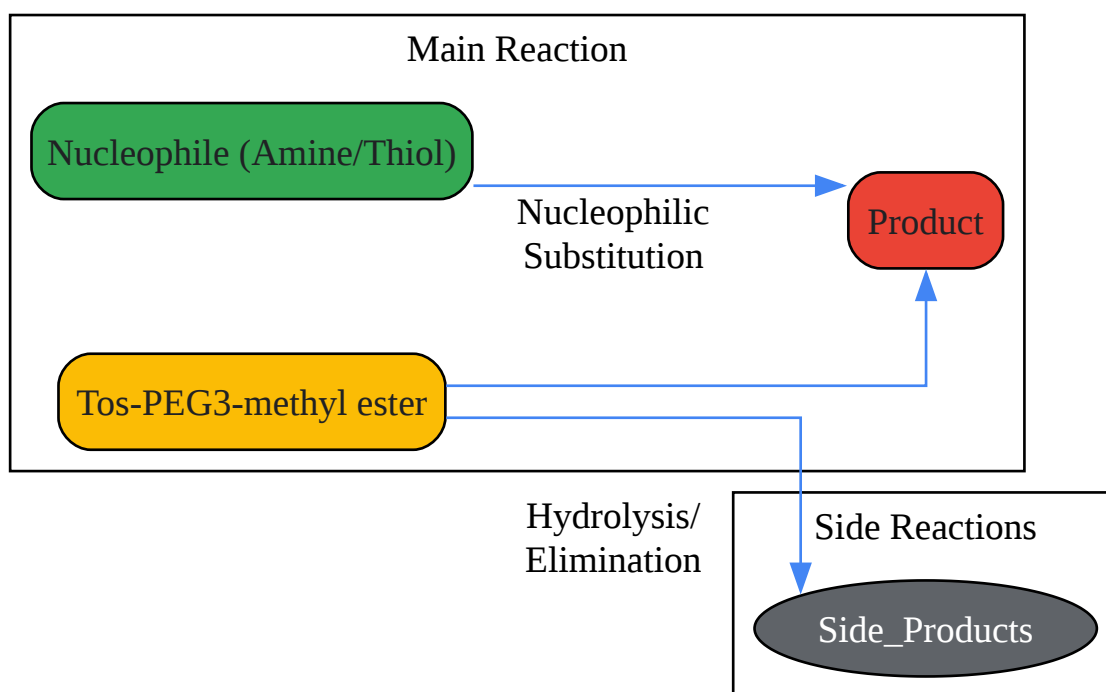 Main Reaction
Nucleophile (Amine/Thiol)
Nucleophilic
Substitution
Product
Tos-PEG3-methyl ester
Hydrolysis/
Elimination
Side Reactions
Side_Products